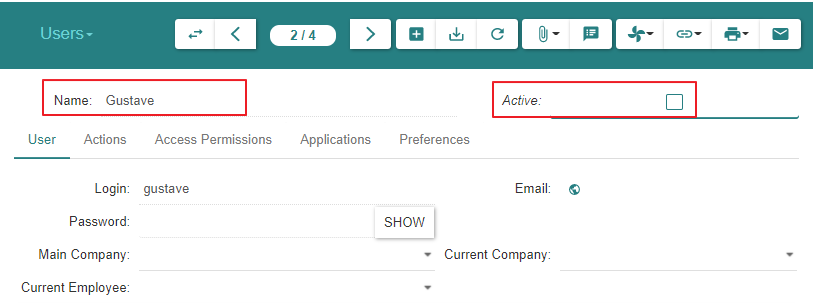 Users
2 / 4
Name: Gustave
Active:
User Actions Access Permissions Applications Preferences
Login: gustave
Email:
Password: SHOW
Main Company:
Current Company:
Current Employee: